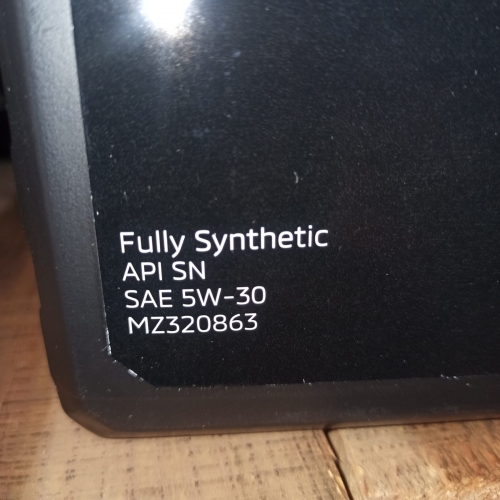 Fully Synthetic
API SN
SAE 5W-30
MZ320863